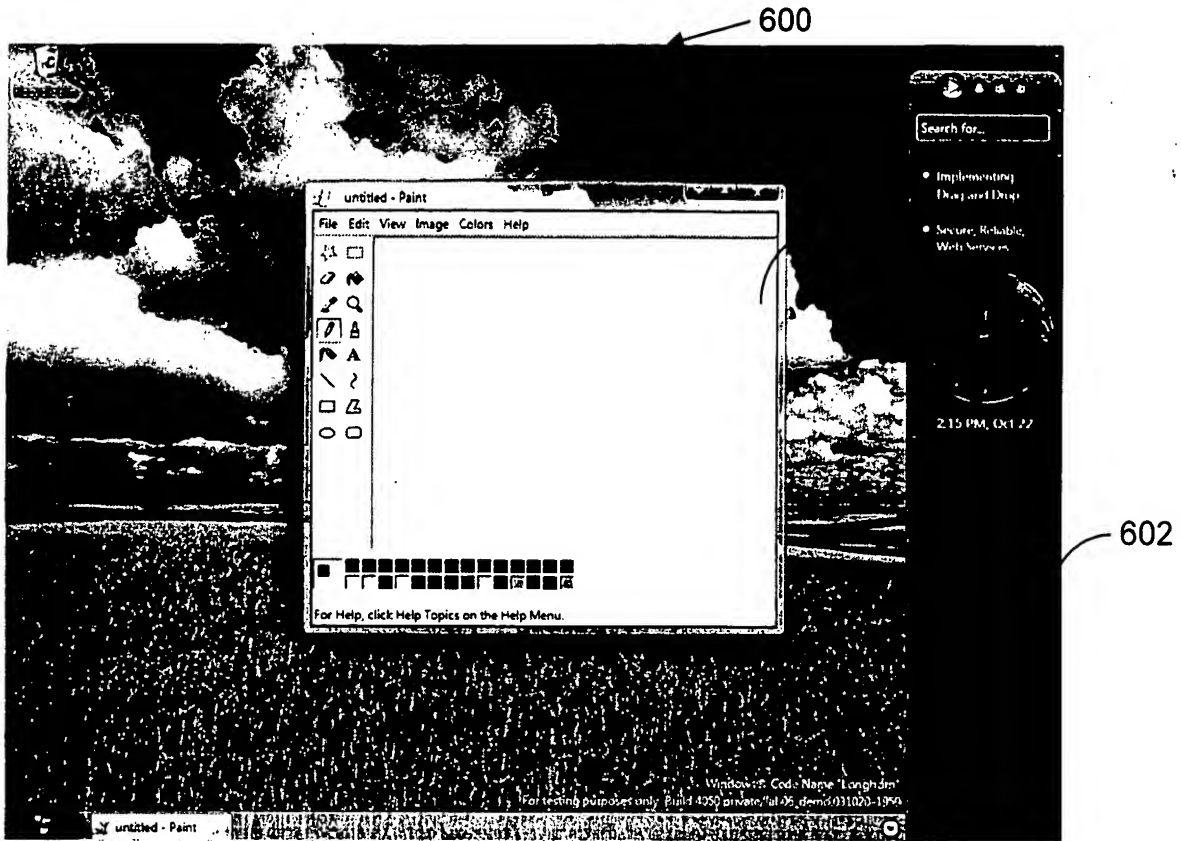 600
Search for...
Implementing
Drag and Drop
Secure, Reliable,
Web Services
untitled - Paint
File Edit View Image Colors Help
A
2:15 PM, Oct 22
602
For Help, click Help Topics on the Help Menu.
Windows® Code Name "Longhorn"
For testing purposes only. Build 4050
untitled - Paint